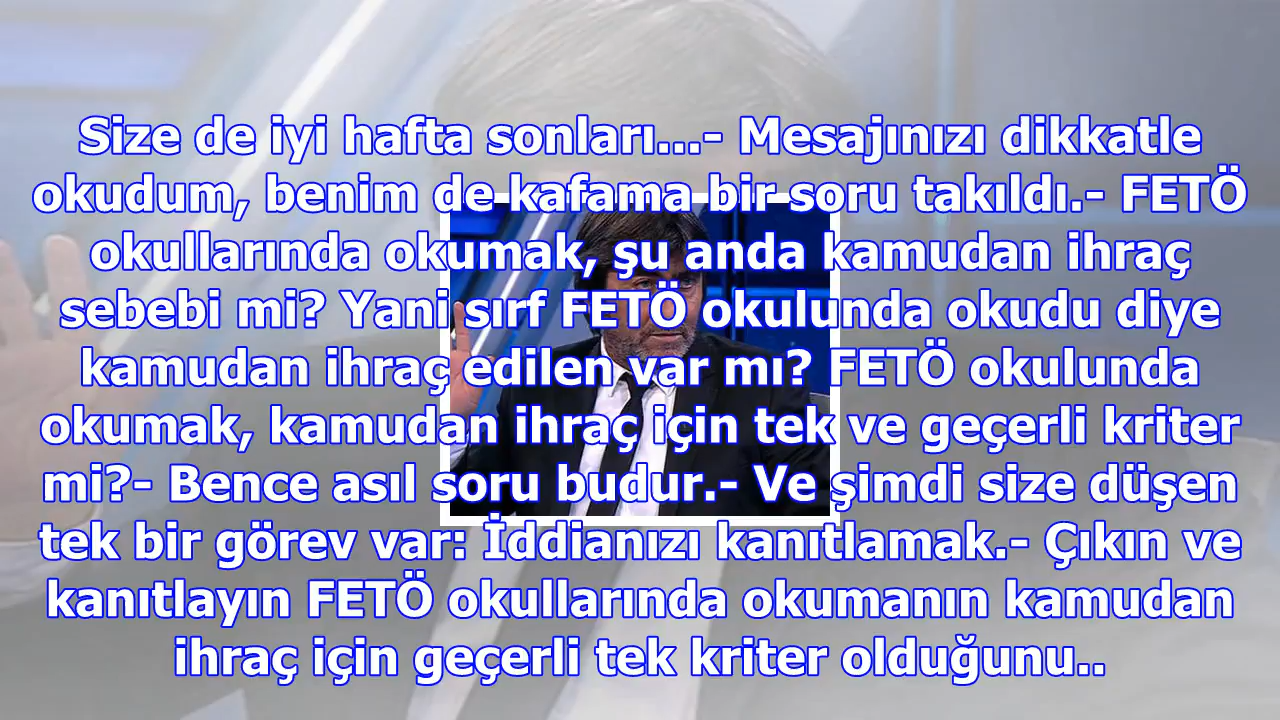 Size de iyi hafta sonları...- Mesajınızı dikkatle
okudum, benim de kafama bir soru takıldı.- FETÖ
okullarında okumak, şu anda kamudan ihraç
sebebi mi? Yani sırf FETÖ okulunda okudu diye
kamudan ihraç edilen var mı? FETÖ okulunda
okumak, kamudan ihraç için tek ve geçerli kriter
mi?- Bence asıl soru budur.- Ve şimdi size düşen
tek bir görev var: İddianızı kanıtlamak.- Çıkın ve
kanıtlayın FETÖ okullarında okumanın kamudan
ihraç için geçerli tek kriter olduğunu..